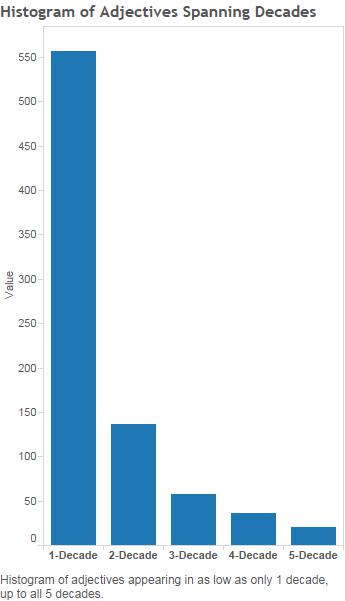 Histogram of Adjectives Spanning Decades
550
500
450
400
350
300
250
200
150
100
50
0
Value
1-Decade 2-Decade 3-Decade 4-Decade 5-Decade
Histogram of adjectives appearing in as low as only 1 decade,
up to all 5 decades.